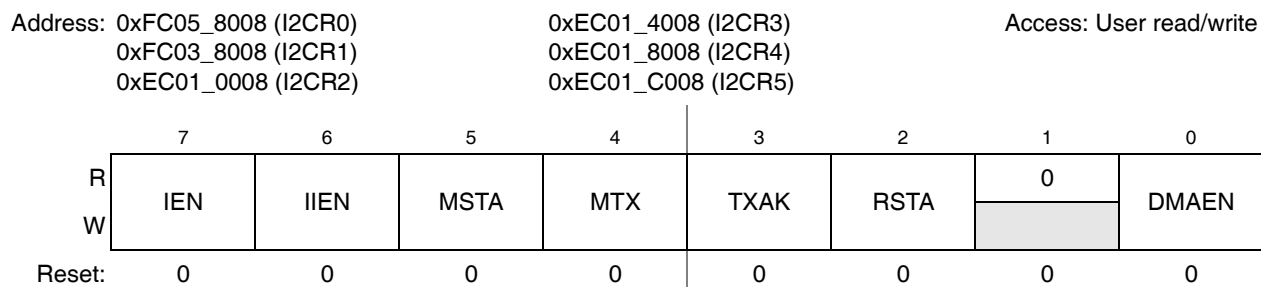 Address: 0xFC05_8008 (I2CR0) 0xEC01_4008 (I2CR3) Access: User read/write
0xFC03_8008 (I2CR1) 0xEC01_8008 (I2CR4)
0xEC01_0008 (I2CR2) 0xEC01_C008 (I2CR5)
7 6 5 4 3 2 1 0
R IEN IIEN MSTA MTX TXAK RSTA 0 DMAEN
W
Reset: 0 0 0 0 0 0 0 0